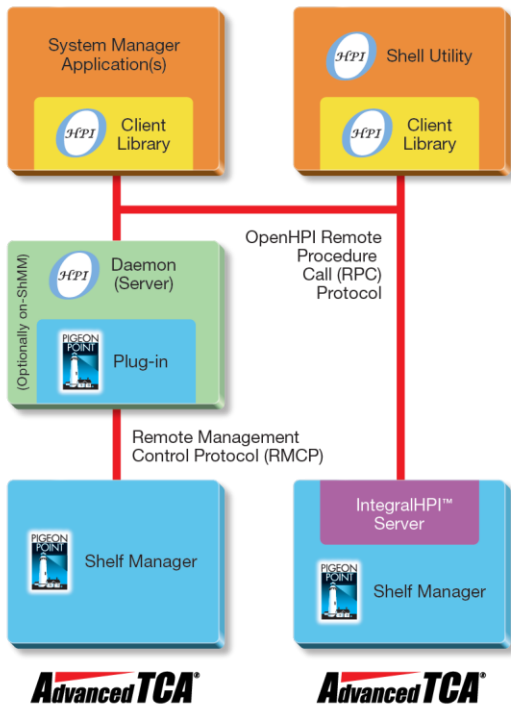 System Manager
Application(s)
HPI
Client
Library
HPI
Shell Utility
HPI
Client
Library
OpenHPI Remote
Procedure
Call (RPC)
Protocol
(Optionally on-ShMM)
HPI
Daemon
(Server)
PIGEON
POINT
Plug-in
Remote Management
Control Protocol (RMCP)
PIGEON
POINT
Shelf Manager
IntegralHPI™
Server
PIGEON
POINT
Shelf Manager
AdvancedTCA®
AdvancedTCA®